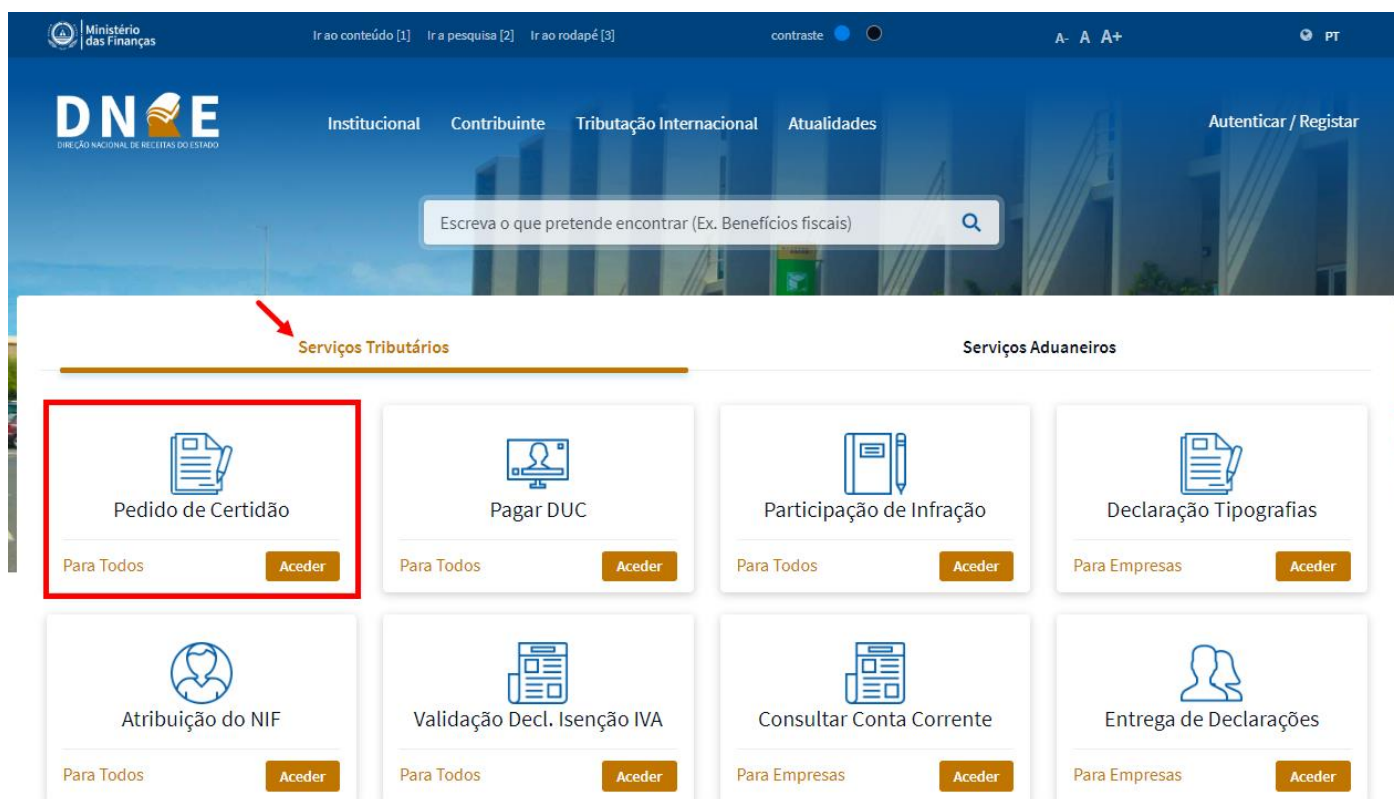 Ministério
das Finanças
Ir ao conteúdo [1] Ir a pesquisa [2] Ir ao rodapé [3]
contraste
A- A A+
PT
DNRE
DIREÇÃO NACIONAL DE RECEITAS DO ESTADO
Institucional Contribuinte Tributação Internacional Atualidades
Autenticar / Registar
Escreva o que pretende encontrar (Ex. Benefícios fiscais)
Serviços Tributários
Serviços Aduaneiros
Pedido de Certidão
Para Todos Aceder
Pagar DUC
Para Todos Aceder
Participação de Infração
Para Todos Aceder
Declaração Tipografias
Para Empresas Aceder
Atribuição do NIF
Para Todos Aceder
Validação Decl. Isenção IVA
Para Todos Aceder
Consultar Conta Corrente
Para Empresas Aceder
Entrega de Declarações
Para Empresas Aceder